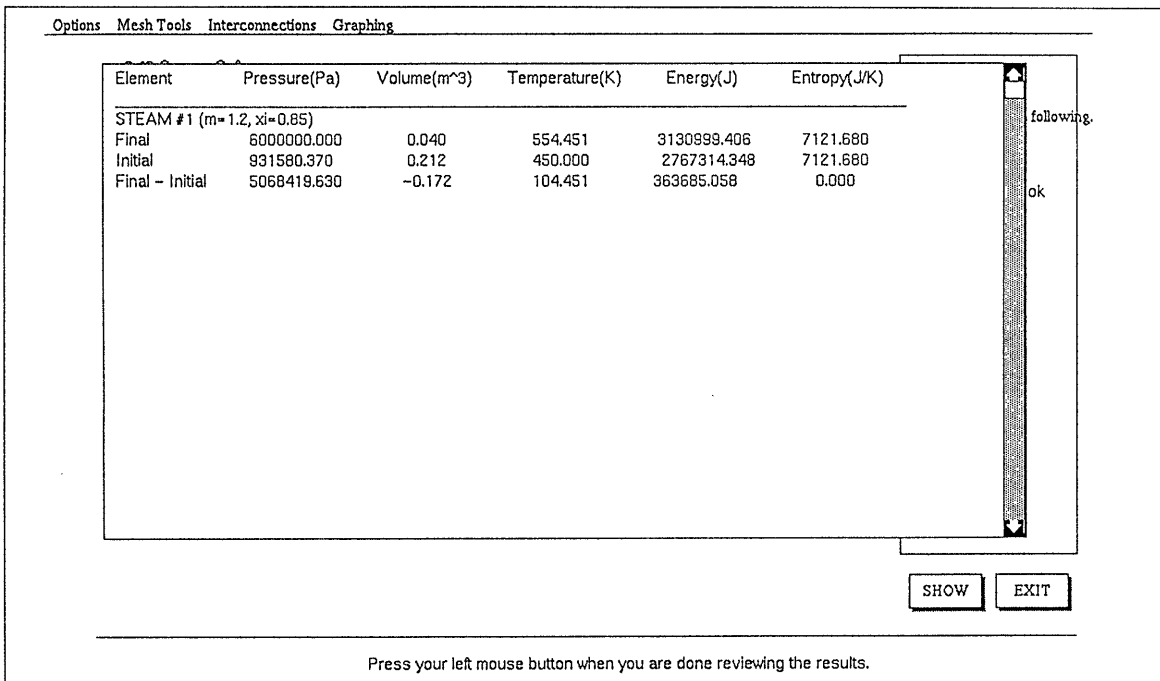 Options Mesh Tools Interconnections Graphing
Element Pressure(Pa) Volume(m^3) Temperature(K) Energy(J) Entropy(J/K)
STEAM #1 (m=1.2, xi=0.85)
following.
Final 6000000.000 0.040 554.451 3130999.406 7121.680
Initial 931580.370 0.212 450.000 2767314.348 7121.680
Final - Initial 5068419.630 -0.172 104.451 363685.058 0.000
ok
SHOW EXIT
Press your left mouse button when you are done reviewing the results.